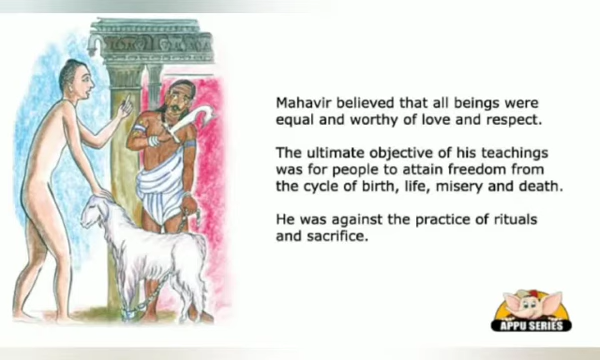 Mahavir believed that all beings were
equal and worthy of love and respect.
The ultimate objective of his teachings
was for people to attain freedom from
the cycle of birth, life, misery and death.
He was against the practice of rituals
and sacrifice.
APPU SERIES